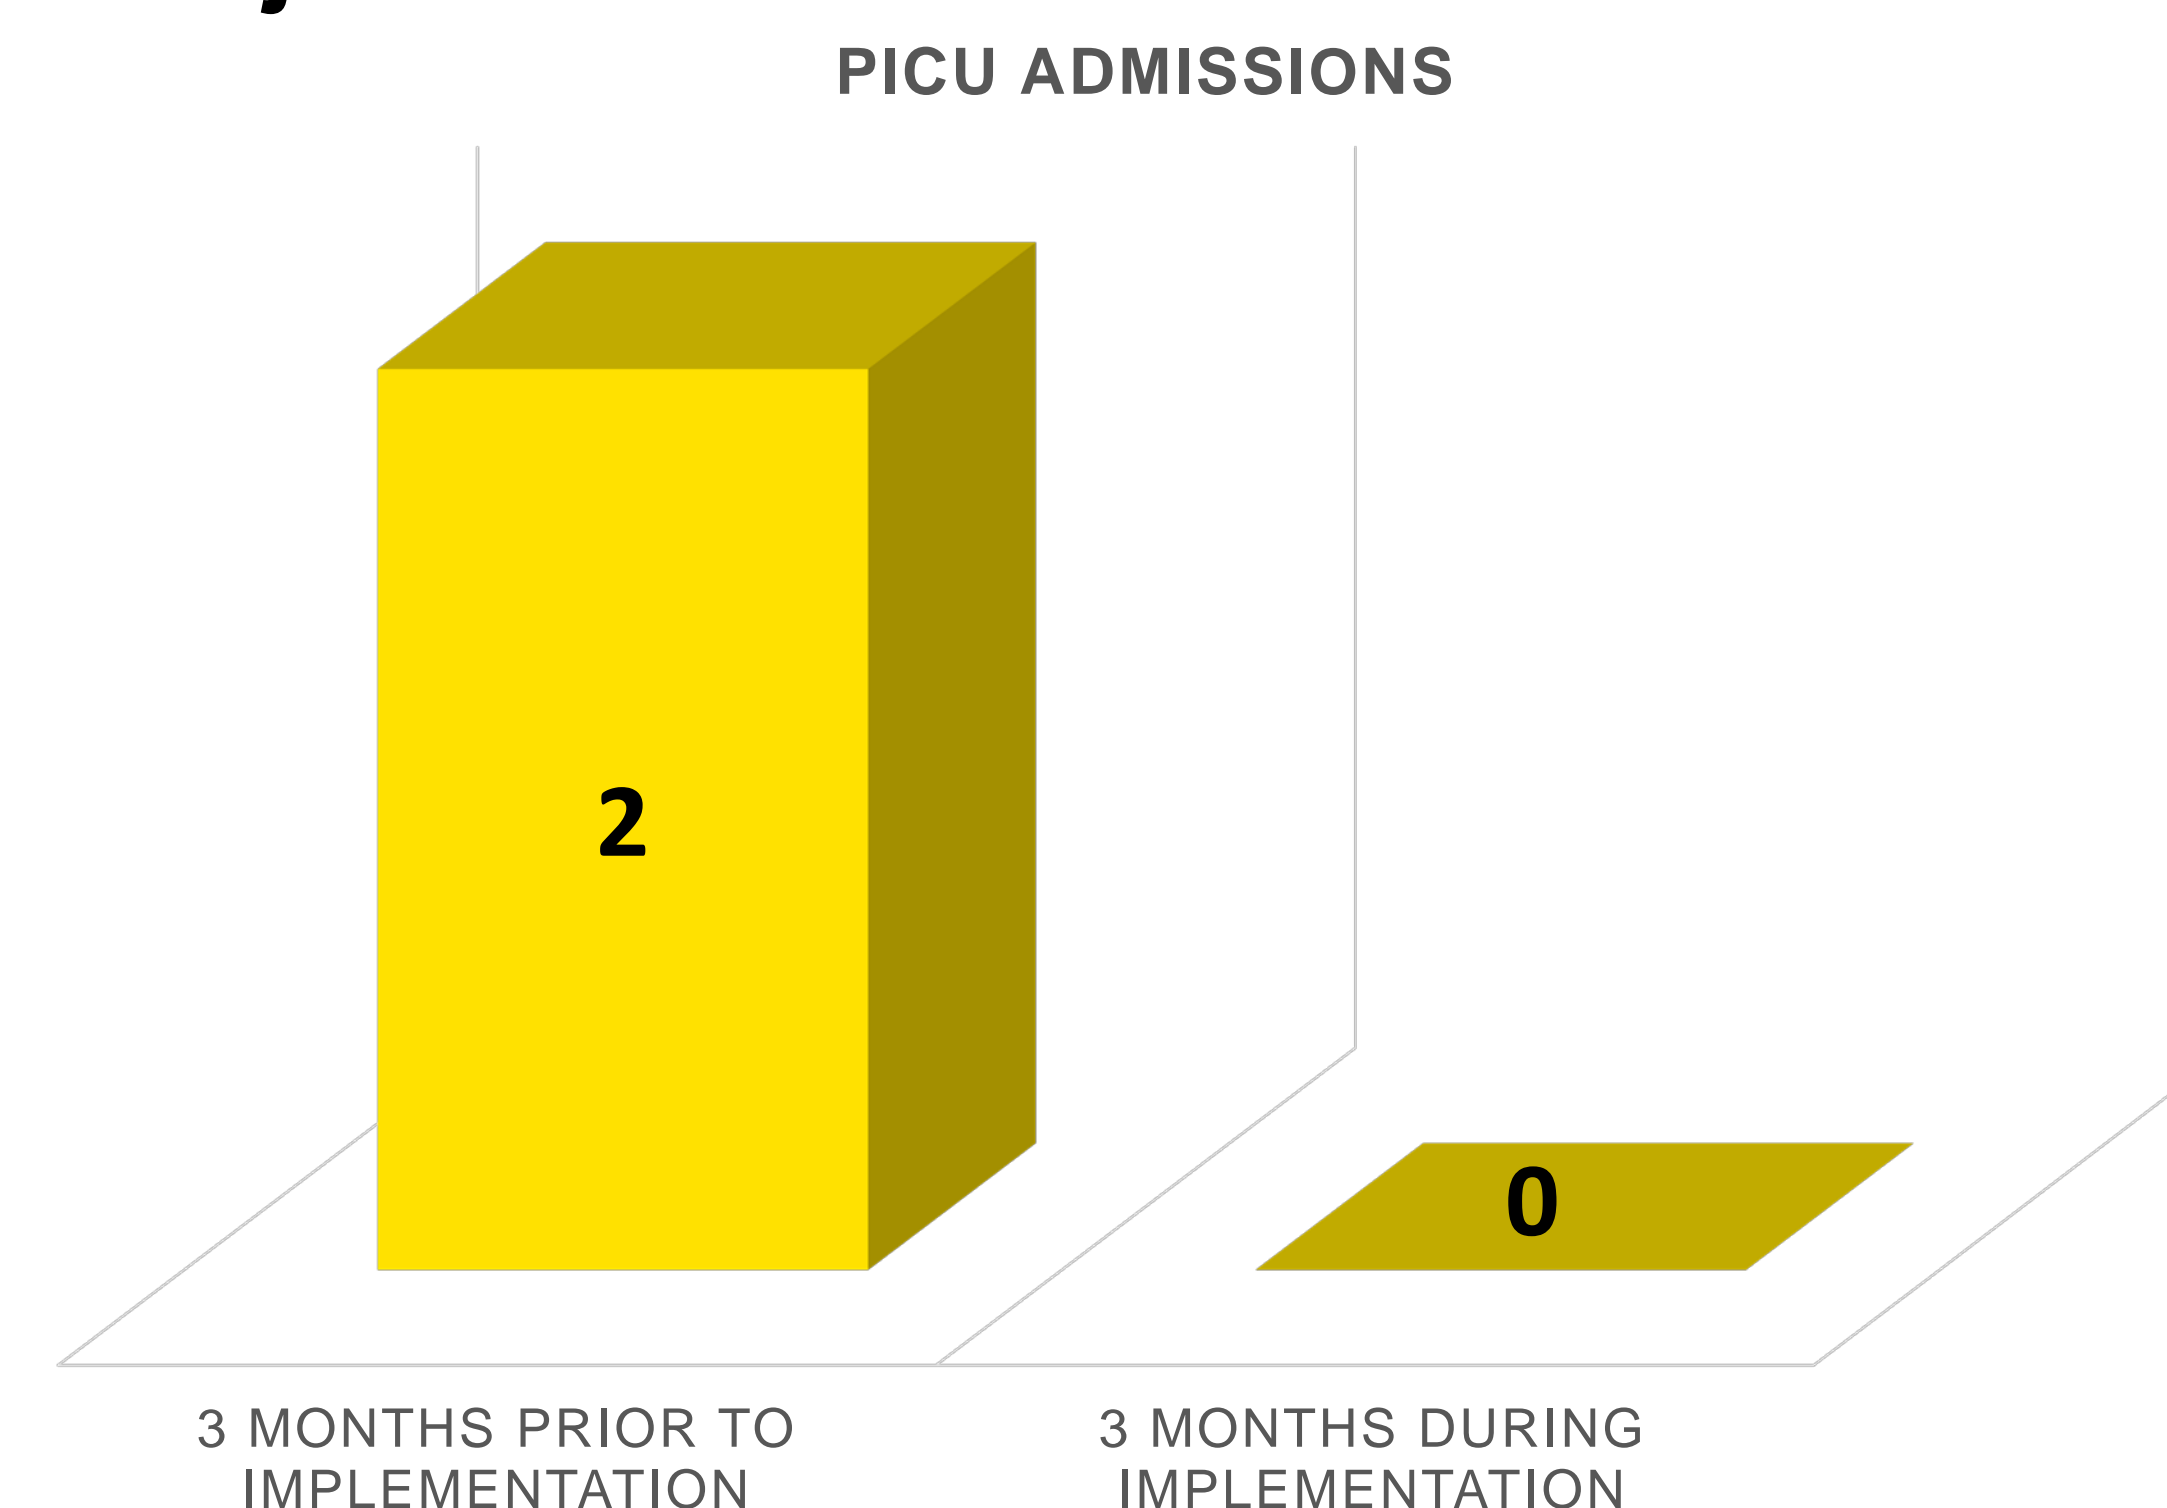 PICU ADMISSIONS
2
0
3 MONTHS PRIOR TO
IMPLEMENTATION
3 MONTHS DURING
IMPLEMENTATION